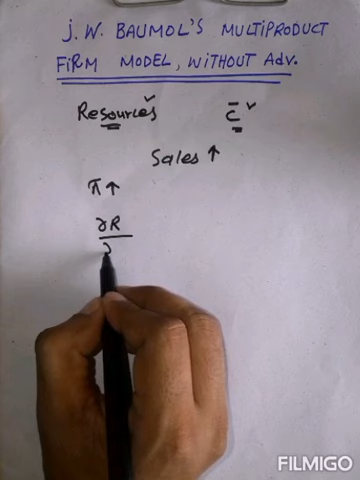 J. W. BAUMOL'S MULTIPRODUCT
FIRM MODEL, WITHOUT Adv.
Resources C̄
Sales ↑
π ↑
∂R
∂
FILMIGO